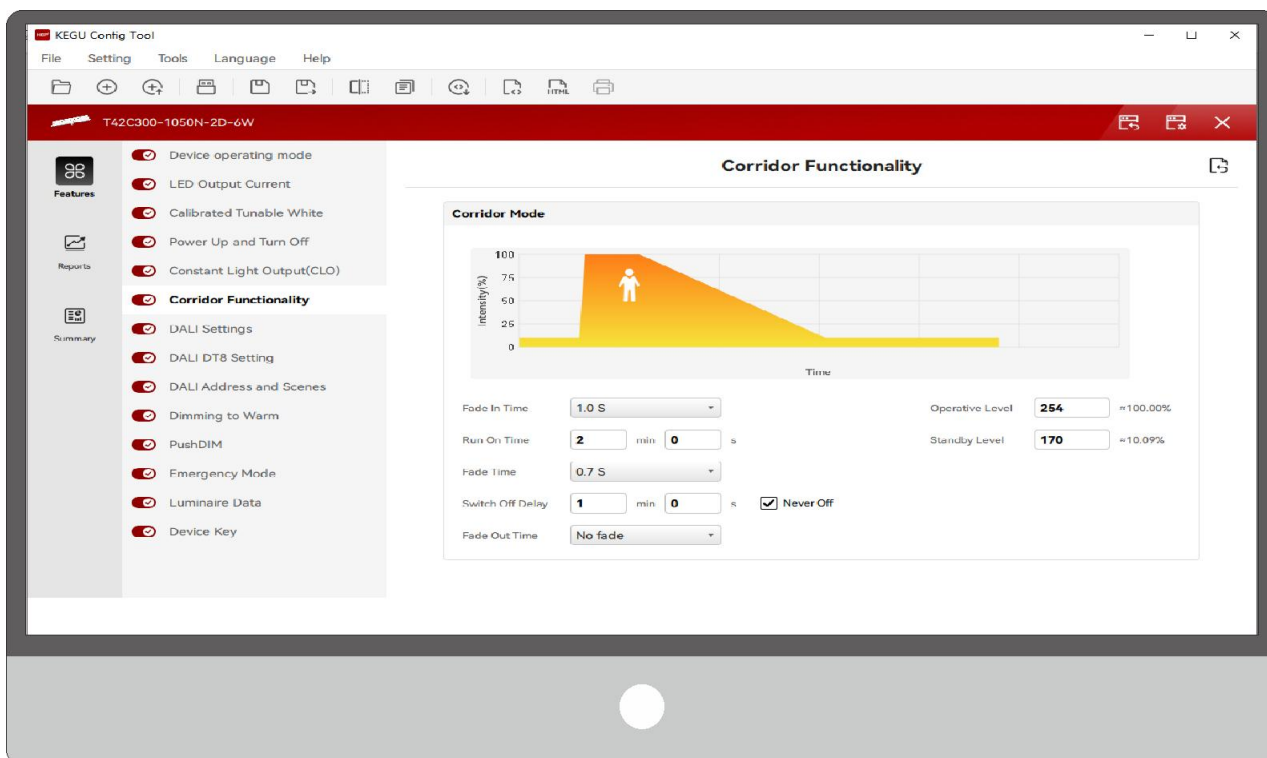 KEGU Contig Tool
File Setting Tools Language Help
HTML
T42C300-1050N-2D-6W
Features
Reports
Summary
Device operating mode
LED Output Current
Calibrated Tunable White
Power Up and Turn Off
Constant Light Output(CLO)
Corridor Functionality
DALI Settings
DALI DT8 Setting
DALI Address and Scenes
Dimming to Warm
PushDIM
Emergency Mode
Luminaire Data
Device Key
Corridor Functionality
Corridor Mode
Intensity(%)
100
75
50
25
0
Time
Fade In Time 1.0 S Operative Level 254 ≈100.00%
Run On Time 2 min 0 s Standby Level 170 ≈10.09%
Fade Time 0.7 S
Switch Off Delay 1 min 0 s Never Off
Fade Out Time No fade